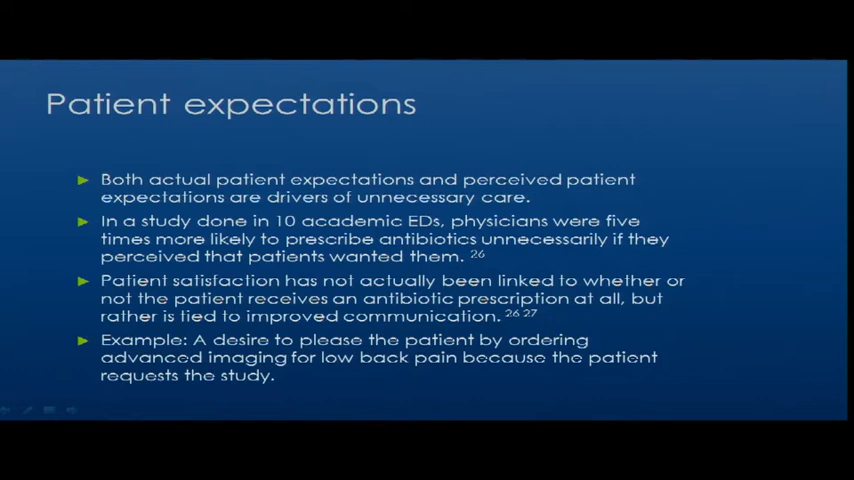 Patient expectations
Both actual patient expectations and perceived patient
expectations are drivers of unnecessary care.
In a study done in 10 academic EDs, physicians were five
times more likely to prescribe antibiotics unnecessarily if they
perceived that patients wanted them. 26
Patient satisfaction has not actually been linked to whether or
not the patient receives an antibiotic prescription at all, but
rather is tied to improved communication. 26 27
Example: A desire to please the patient by ordering
advanced imaging for low back pain because the patient
requests the study.